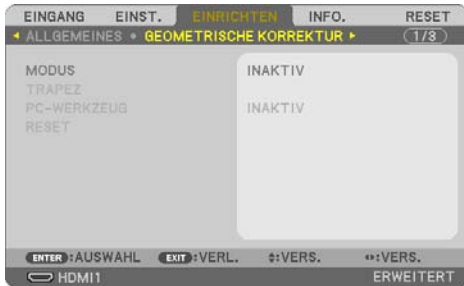 EINGANG EINST. EINRICHTEN INFO. RESET
ALLGEMEINES • GEOMETRISCHE KORREKTUR 1/3
MODUS INAKTIV
TRAPEZ
PC-WERKZEUG INAKTIV
RESET
ENTER :AUSWAHL EXIT :VERL. :VERS. :VERS.
HDMI1 ERWEITERT